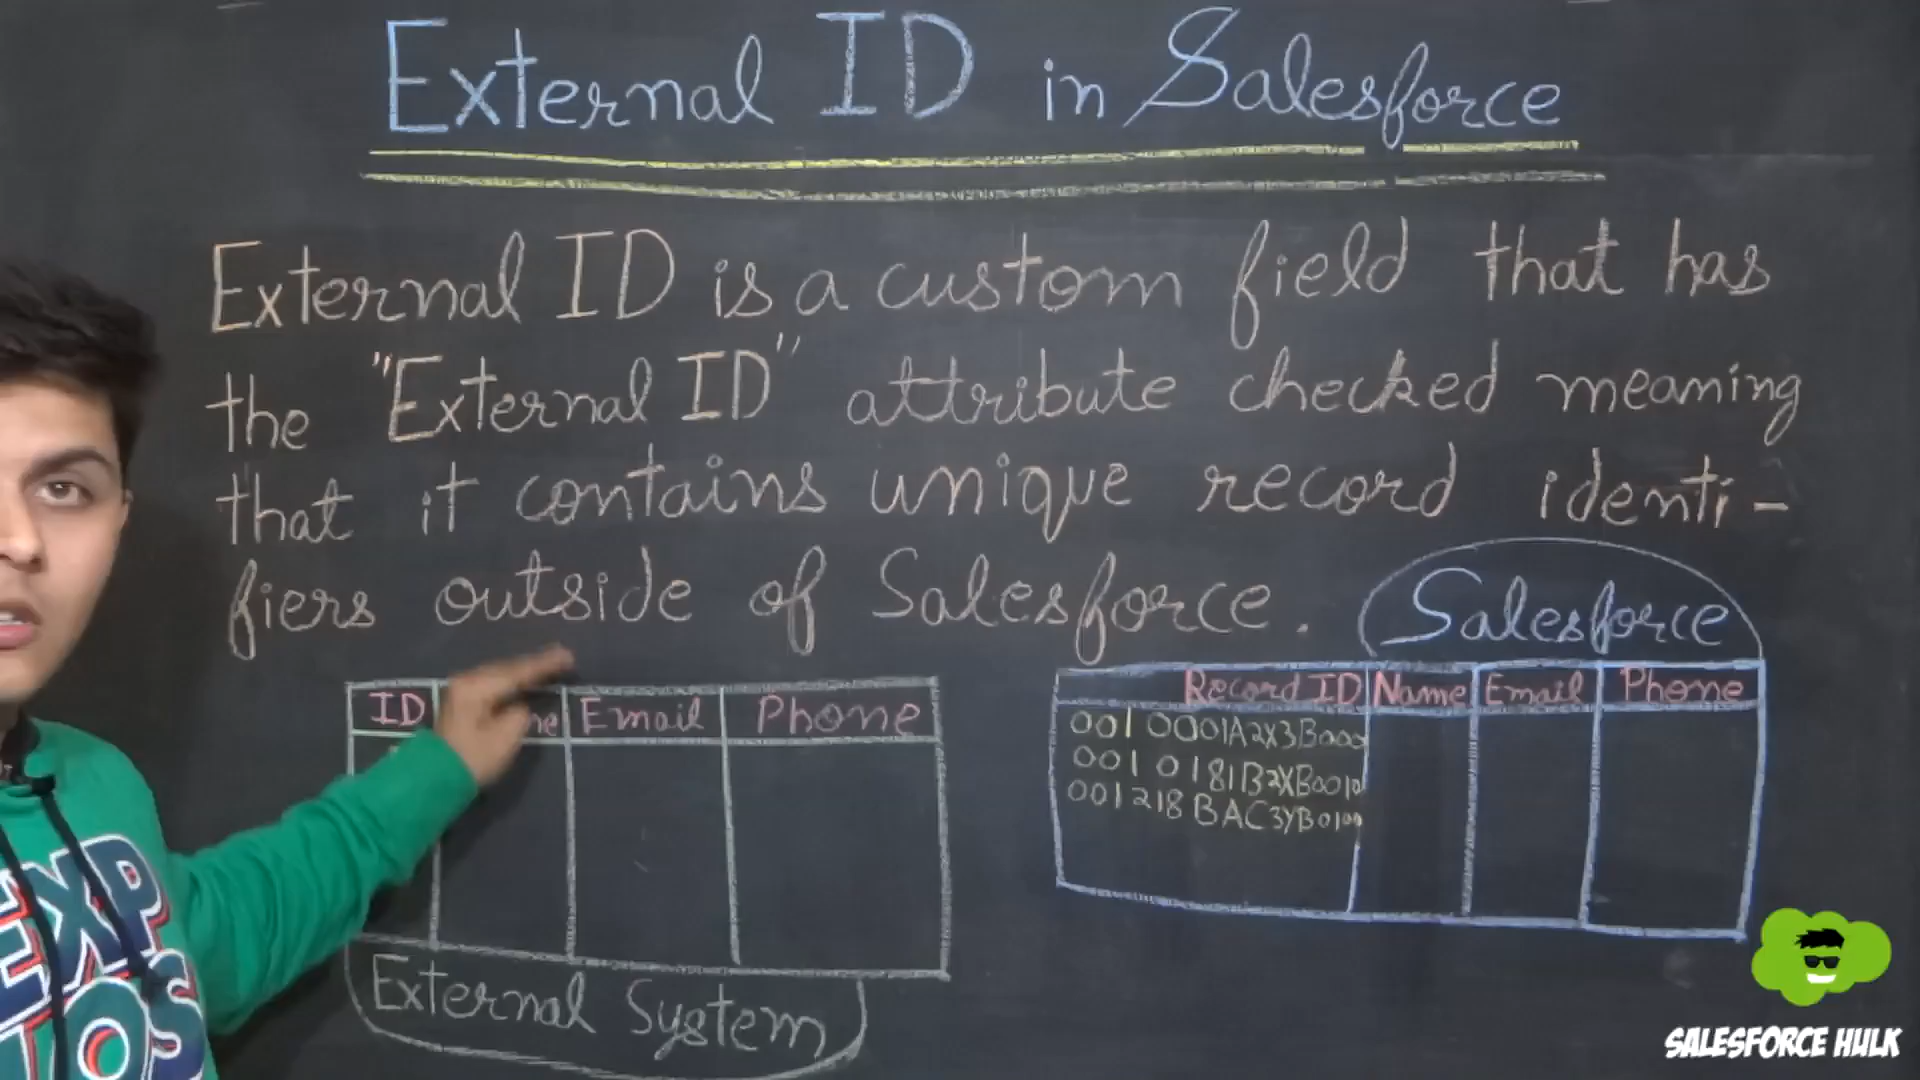 External ID in Salesforce
External ID is a custom field that has
the "External ID" attribute checked meaning
that it contains unique record identi-
fiers outside of Salesforce.
Salesforce
ID Email Phone
Record ID Name Email Phone
001 0001A2X3B000
001 0181B2XB0010
001218 BAC3YB0100
External System
SALESFORCE HULK